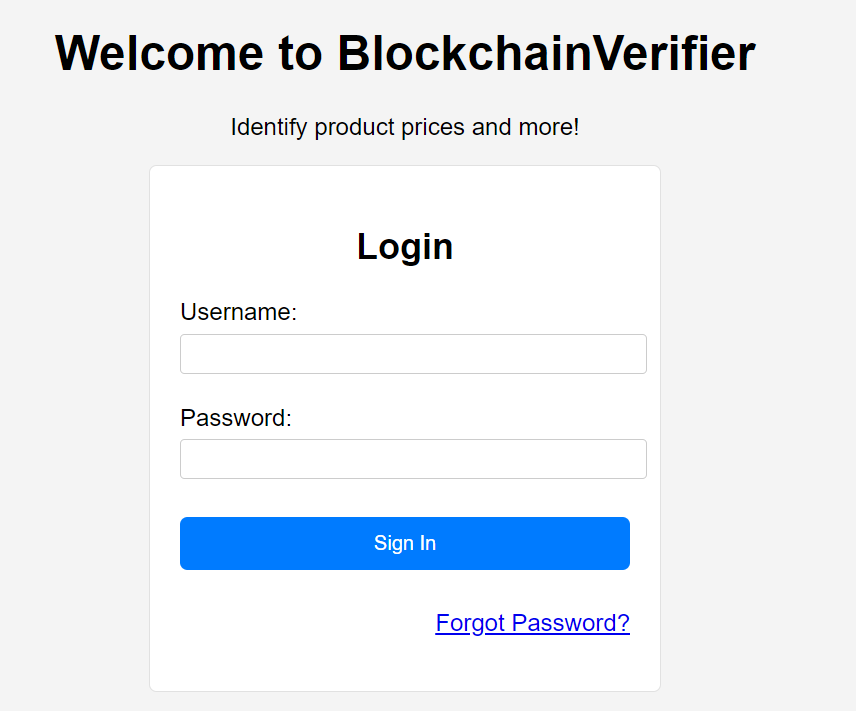 Welcome to BlockchainVerifier
Identify product prices and more!
Login
Username:
Password:
Sign In
Forgot Password?